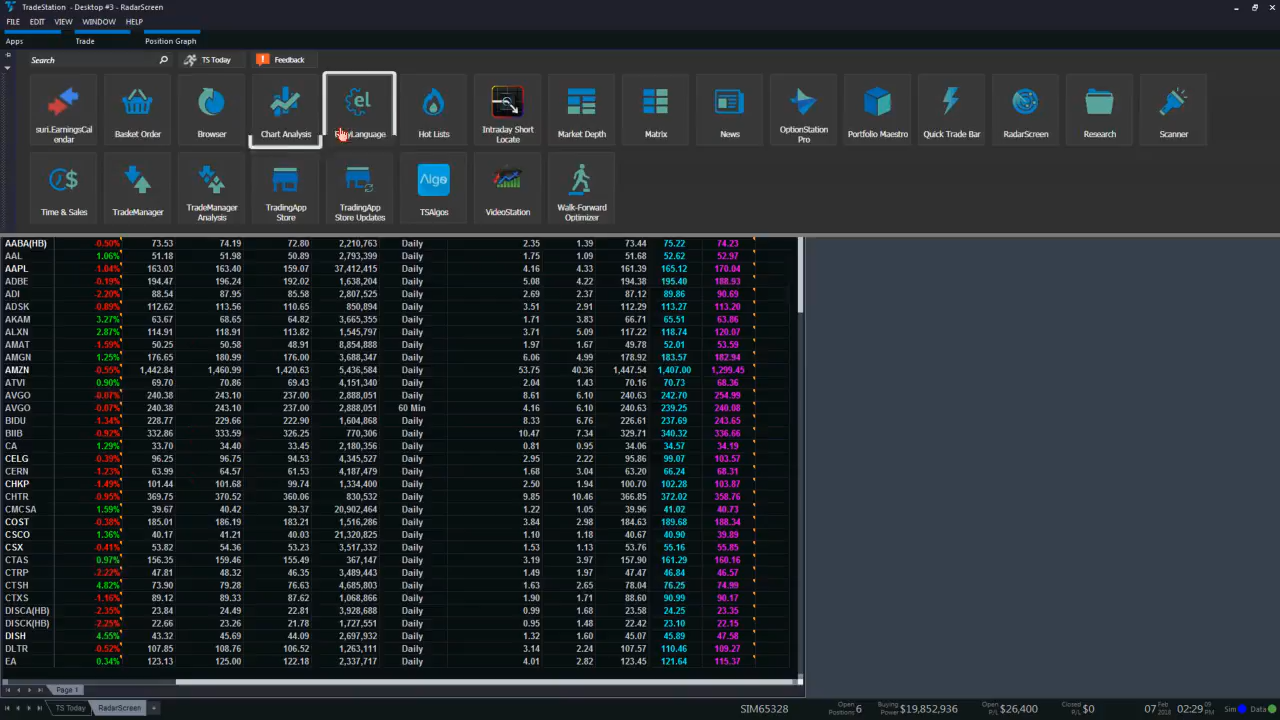 TradeStation - Desktop #3 - RadarScreen
FILE EDIT VIEW WINDOW HELP
Apps Trade Position Graph
Search TS Today Feedback
suri.EarningsCalendar Basket Order Browser Chart Analysis Hot Lists Intraday Short Locate Market Depth Matrix News OptionStation Pro Portfolio Maestro Quick Trade Bar RadarScreen Research Scanner
Time & Sales TradeManager TradeManager Analysis TradingApp Store TradingApp Store Updates TSAlgos VideoStation Walk-Forward Optimizer
el
Algo
AABA(HB) -0.50% 73.53 74.19 72.80 2,210,763 Daily 2.35 1.39 73.44 75.22 74.23
AAL 1.06% 51.18 51.98 50.89 2,793,399 Daily 1.75 1.09 51.68 52.62 52.97
AAPL -1.04% 163.03 163.40 159.07 37,412,415 Daily 4.16 4.33 161.39 165.12 170.04
ADBE -0.19% 194.47 196.24 192.02 1,638,204 Daily 5.08 4.22 194.38 195.40 188.93
ADI -2.20% 88.54 87.95 85.58 2,807,525 Daily 2.69 2.37 87.12 89.86 90.69
ADSK -0.89% 112.62 113.56 110.65 850,894 Daily 3.51 2.91 112.29 113.27 113.20
AKAM 3.27% 63.67 68.65 64.82 3,665,355 Daily 1.71 3.83 66.71 65.51 63.86
ALXN 2.87% 114.91 118.91 113.82 1,545,797 Daily 3.71 5.09 117.22 118.74 120.07
AMAT -1.59% 50.25 50.58 48.91 8,854,888 Daily 1.97 1.67 49.78 52.01 53.59
AMGN 1.25% 176.65 180.99 176.00 3,688,347 Daily 6.06 4.99 178.92 183.57 182.94
AMZN -0.55% 1,442.84 1,460.99 1,420.63 5,436,584 Daily 53.75 40.36 1,447.54 1,407.00 1,299.45
ATVI 0.90% 69.70 70.86 69.43 4,151,340 Daily 2.04 1.43 70.16 70.73 68.36
AVGO -0.07% 240.38 243.10 237.00 2,888,051 Daily 8.61 6.10 240.63 242.70 254.99
AVGO -0.07% 240.38 243.10 237.00 2,888,051 60 Min 4.16 6.10 240.63 239.25 240.08
BIDU -1.34% 228.77 229.66 222.90 1,604,868 Daily 8.33 6.76 226.61 237.69 243.65
BIIB -0.92% 332.86 333.59 326.25 770,306 Daily 10.47 7.34 329.71 340.32 336.66
CA 1.29% 33.70 34.40 33.45 2,180,356 Daily 0.81 0.95 34.06 34.57 34.19
CELG -0.39% 96.25 96.75 94.53 4,345,527 Daily 2.95 2.22 95.86 99.07 103.57
CERN -1.23% 63.99 64.57 61.53 4,187,479 Daily 1.68 3.04 63.20 66.24 68.31
CHKP -1.49% 101.44 101.68 99.74 1,334,400 Daily 2.50 1.94 100.70 102.28 103.87
CHTR -0.95% 369.75 370.52 360.06 830,532 Daily 9.85 10.46 366.85 372.02 358.76
CMCSA 1.59% 39.67 40.42 39.37 20,902,464 Daily 1.22 1.05 39.96 41.02 40.73
COST -0.38% 185.01 186.19 183.21 1,516,286 Daily 3.84 2.98 184.63 189.68 188.34
CSCO 1.36% 40.17 41.21 40.03 21,320,825 Daily 1.10 1.18 40.67 40.90 39.89
CSX -0.41% 53.82 54.36 53.23 3,517,332 Daily 1.53 1.13 53.76 55.16 55.85
CTAS 0.97% 156.35 159.46 155.49 367,147 Daily 3.19 3.97 157.90 161.29 160.16
CTRP -2.22% 47.81 48.32 46.35 3,489,443 Daily 1.49 1.97 47.46 46.84 46.57
CTSH 4.82% 73.90 79.28 76.63 4,685,803 Daily 1.63 2.65 78.04 76.25 74.99
CTXS -1.16% 89.12 89.33 87.62 1,068,866 Daily 1.90 1.71 88.60 90.99 90.17
DISCA(HB) -2.35% 23.84 24.49 22.81 3,928,688 Daily 0.99 1.68 23.58 24.25 23.35
DISCK(HB) -2.25% 22.66 23.26 21.78 1,727,551 Daily 0.95 1.48 22.42 23.10 22.15
DISH 4.55% 43.32 45.69 44.09 2,697,932 Daily 1.32 1.60 45.07 45.89 47.58
DLTR -0.52% 107.85 108.76 106.52 1,263,111 Daily 3.14 2.24 107.57 110.46 109.27
EA 0.34% 123.13 125.00 122.18 2,337,717 Daily 4.01 2.82 123.45 121.64 115.37
Page 1
TS Today RadarScreen + SIM65328 Open Positions 6 Buying Power $19,852,936 Open P/L $26,400 Closed P/L $0 07 Feb 2018 02:29 09 PM Sim Data